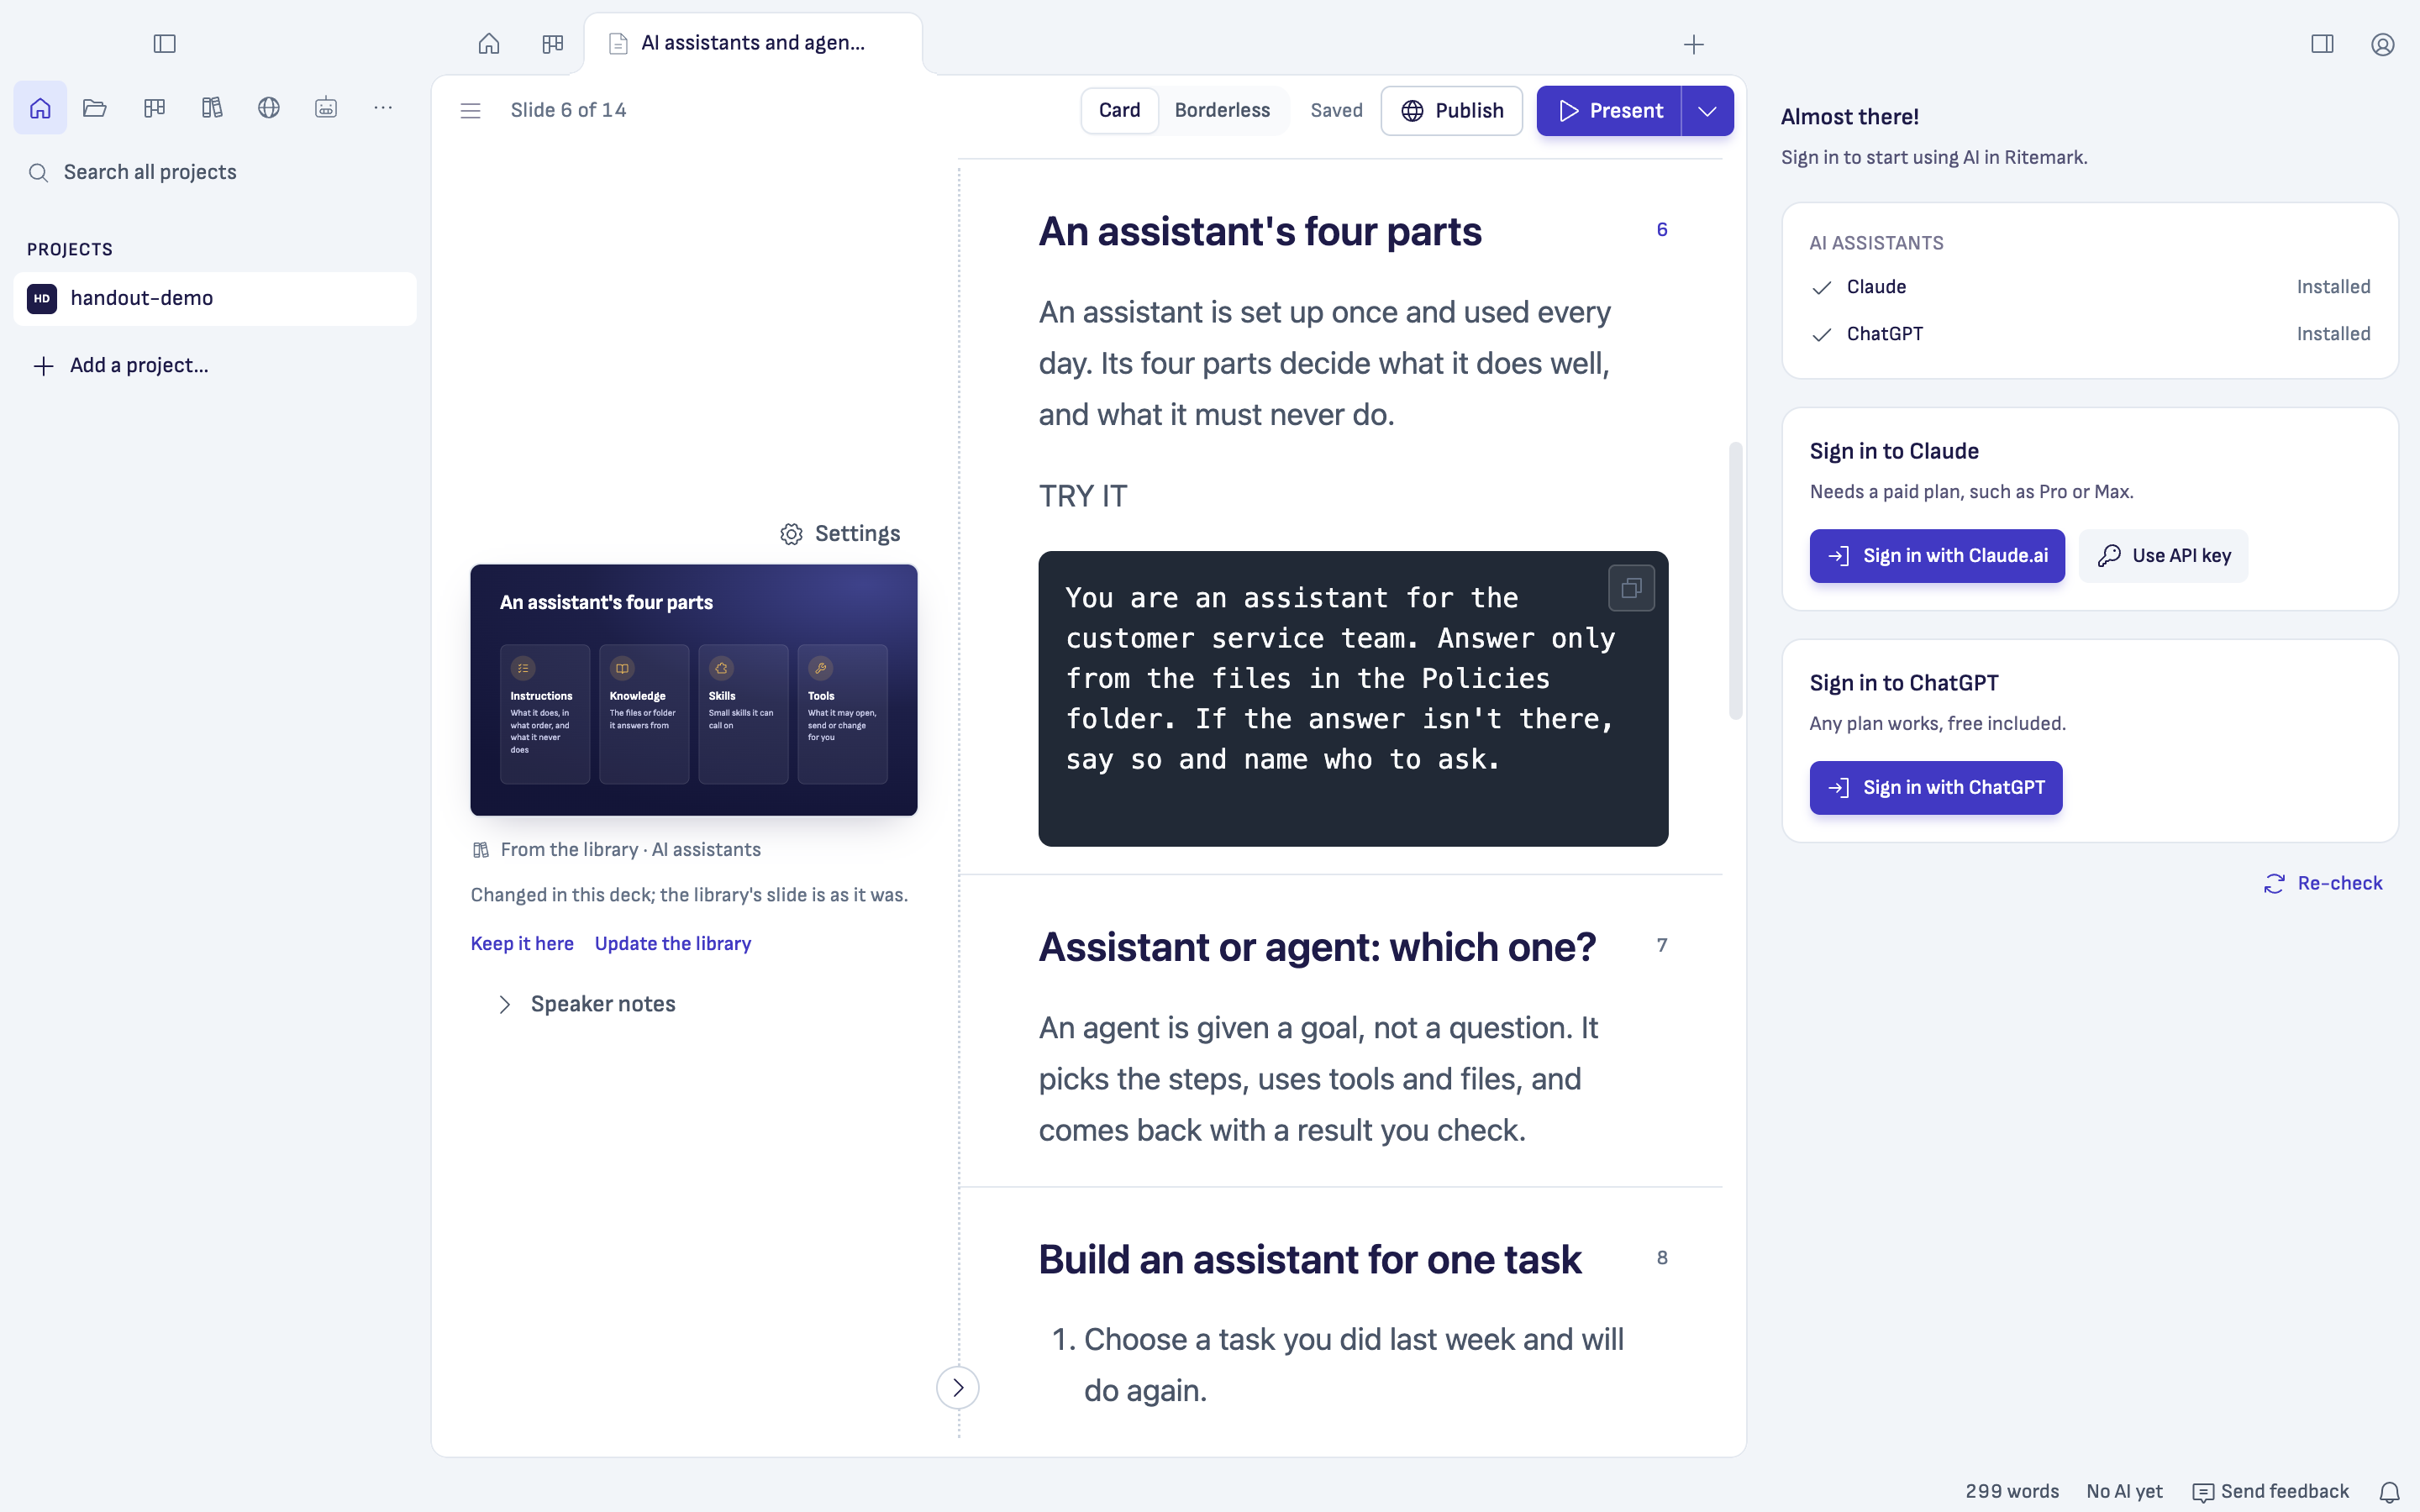 AI assistants and agen...
Search all projects
PROJECTS
HD handout-demo
Add a project...
Slide 6 of 14
Card Borderless Saved Publish Present
Settings
An assistant's four parts
Instructions
What it does, in
what order, and
what it never
does
Knowledge
The files or folder
it answers from
Skills
Small skills it can
call on
Tools
What it may open,
send or change
for you
From the library · AI assistants
Changed in this deck; the library's slide is as it was.
Keep it here Update the library
Speaker notes
An assistant's four parts 6
An assistant is set up once and used every
day. Its four parts decide what it does well,
and what it must never do.
TRY IT
You are an assistant for the
customer service team. Answer only
from the files in the Policies
folder. If the answer isn't there,
say so and name who to ask.
Assistant or agent: which one? 7
An agent is given a goal, not a question. It
picks the steps, uses tools and files, and
comes back with a result you check.
Build an assistant for one task 8
1. Choose a task you did last week and will
do again.
Almost there!
Sign in to start using AI in Ritemark.
AI ASSISTANTS
Claude Installed
ChatGPT Installed
Sign in to Claude
Needs a paid plan, such as Pro or Max.
Sign in with Claude.ai Use API key
Sign in to ChatGPT
Any plan works, free included.
Sign in with ChatGPT
Re-check
299 words No AI yet Send feedback